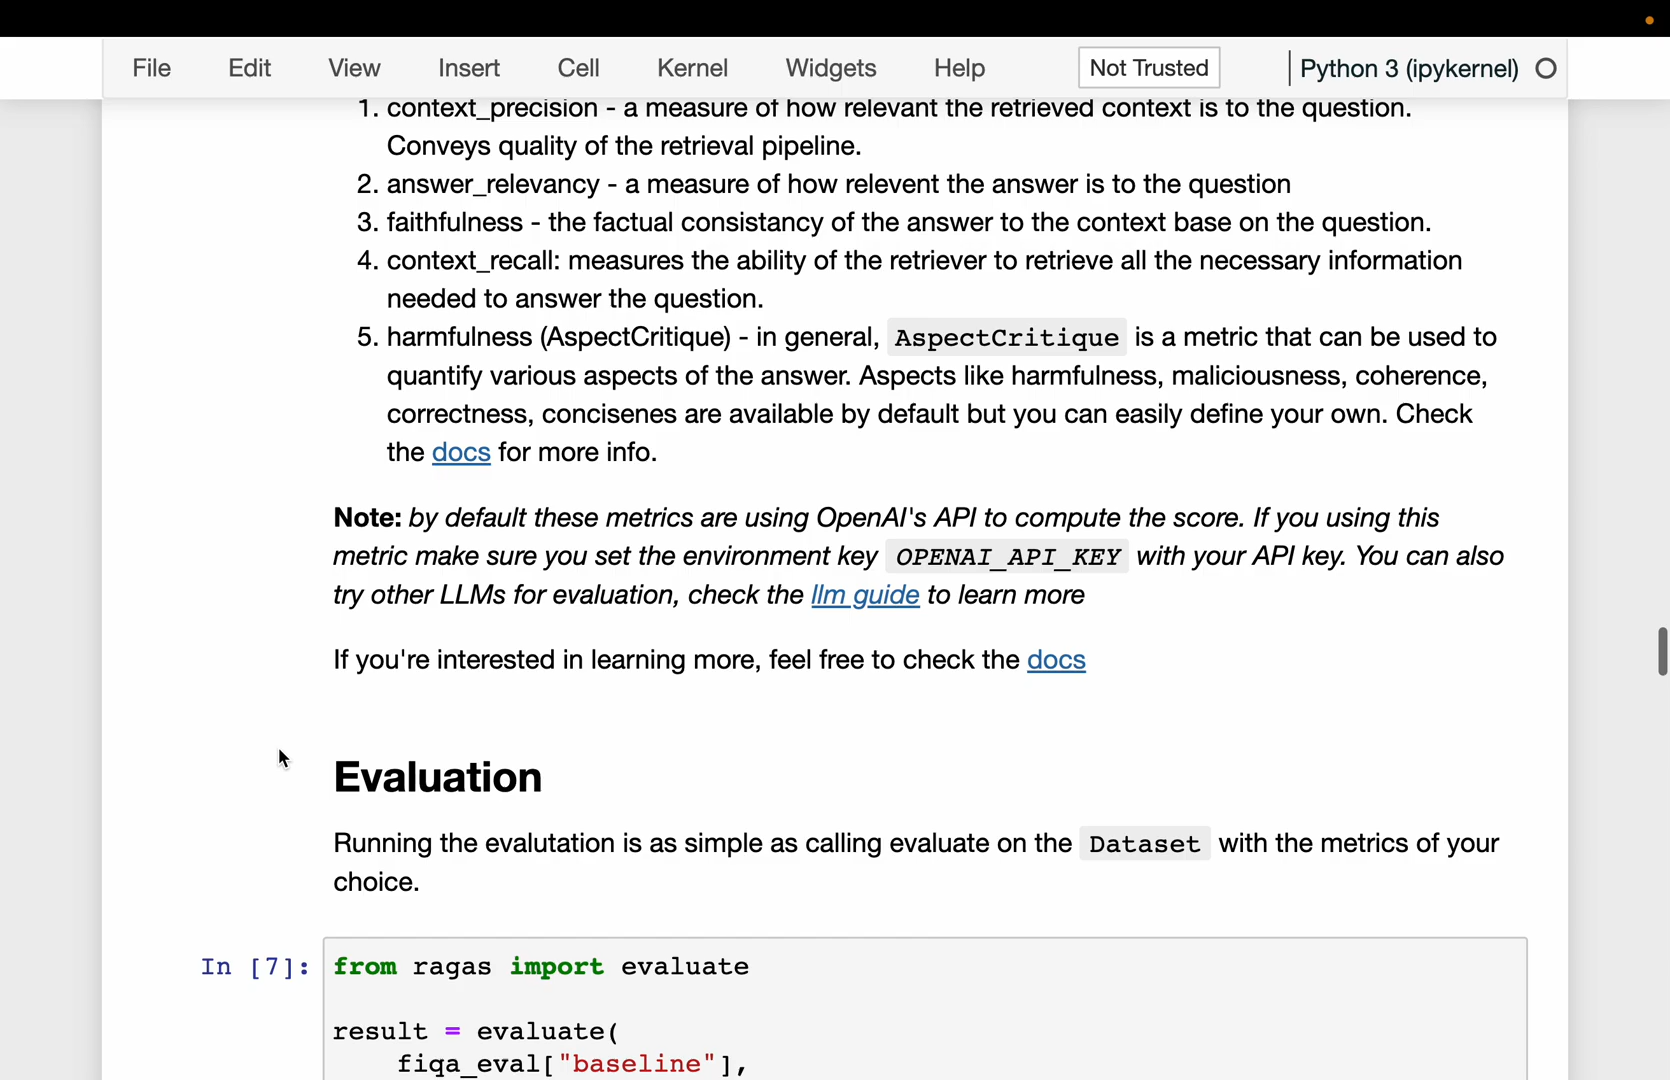 File Edit View Insert Cell Kernel Widgets Help Not Trusted Python 3 (ipykernel)
1. context_precision - a measure of how relevant the retrieved context is to the question.
Conveys quality of the retrieval pipeline.
2. answer_relevancy - a measure of how relevent the answer is to the question
3. faithfulness - the factual consistancy of the answer to the context base on the question.
4. context_recall: measures the ability of the retriever to retrieve all the necessary information
needed to answer the question.
5. harmfulness (AspectCritique) - in general, AspectCritique is a metric that can be used to
quantify various aspects of the answer. Aspects like harmfulness, maliciousness, coherence,
correctness, concisenes are available by default but you can easily define your own. Check
the docs for more info.
Note: by default these metrics are using OpenAI's API to compute the score. If you using this
metric make sure you set the environment key OPENAI_API_KEY with your API key. You can also
try other LLMs for evaluation, check the llm guide to learn more
If you're interested in learning more, feel free to check the docs
Evaluation
Running the evalutation is as simple as calling evaluate on the Dataset with the metrics of your
choice.
In [7]: from ragas import evaluate
result = evaluate(
fiqa_eval["baseline"],